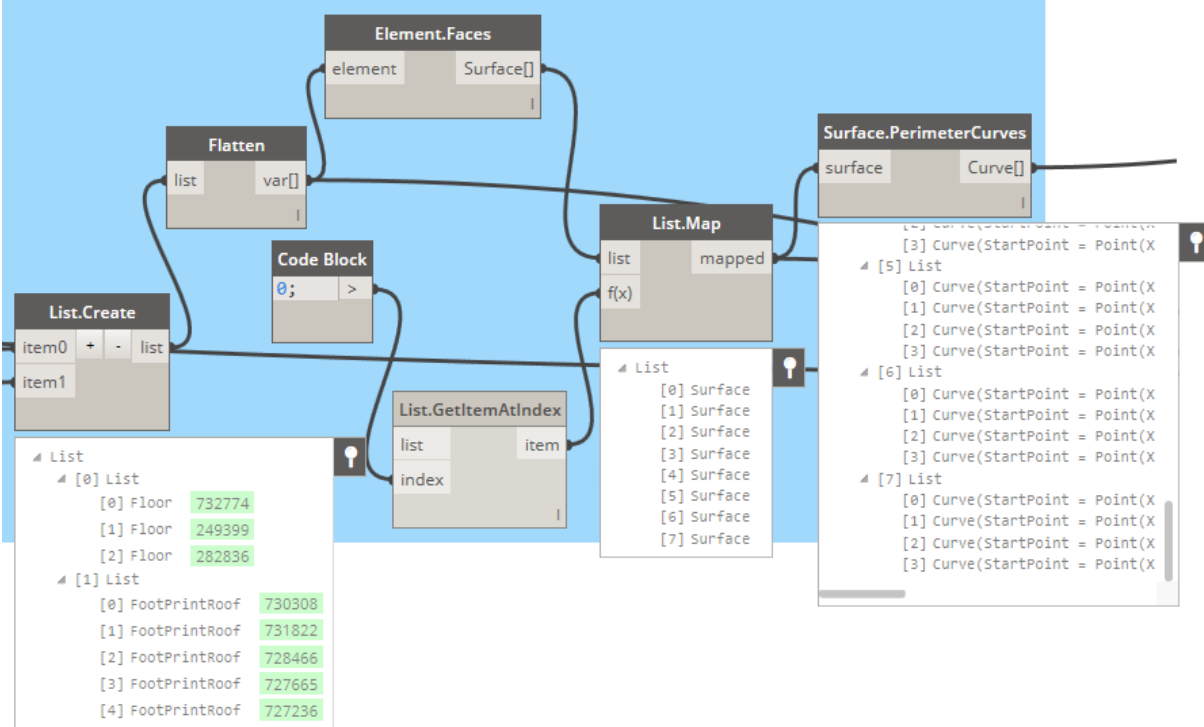 Element.Faces
element Surface[]
l
Flatten
list var[]
l
Surface.PerimeterCurves
surface Curve[]
l
List.Map
list mapped
f(x)
l
Code Block
0; >
List.Create
item0 + - list
item1
List.GetItemAtIndex
list item
index
l
List
[0] List
[0] Floor 732774
[1] Floor 249399
[2] Floor 282836
[1] List
[0] FootPrintRoof 730308
[1] FootPrintRoof 731822
[2] FootPrintRoof 728466
[3] FootPrintRoof 727665
[4] FootPrintRoof 727236
List
[0] Surface
[1] Surface
[2] Surface
[3] Surface
[4] Surface
[5] Surface
[6] Surface
[7] Surface
[2] Curve(StartPoint = Point(X
[3] Curve(StartPoint = Point(X
[5] List
[0] Curve(StartPoint = Point(X
[1] Curve(StartPoint = Point(X
[2] Curve(StartPoint = Point(X
[3] Curve(StartPoint = Point(X
[6] List
[0] Curve(StartPoint = Point(X
[1] Curve(StartPoint = Point(X
[2] Curve(StartPoint = Point(X
[3] Curve(StartPoint = Point(X
[7] List
[0] Curve(StartPoint = Point(X
[1] Curve(StartPoint = Point(X
[2] Curve(StartPoint = Point(X
[3] Curve(StartPoint = Point(X